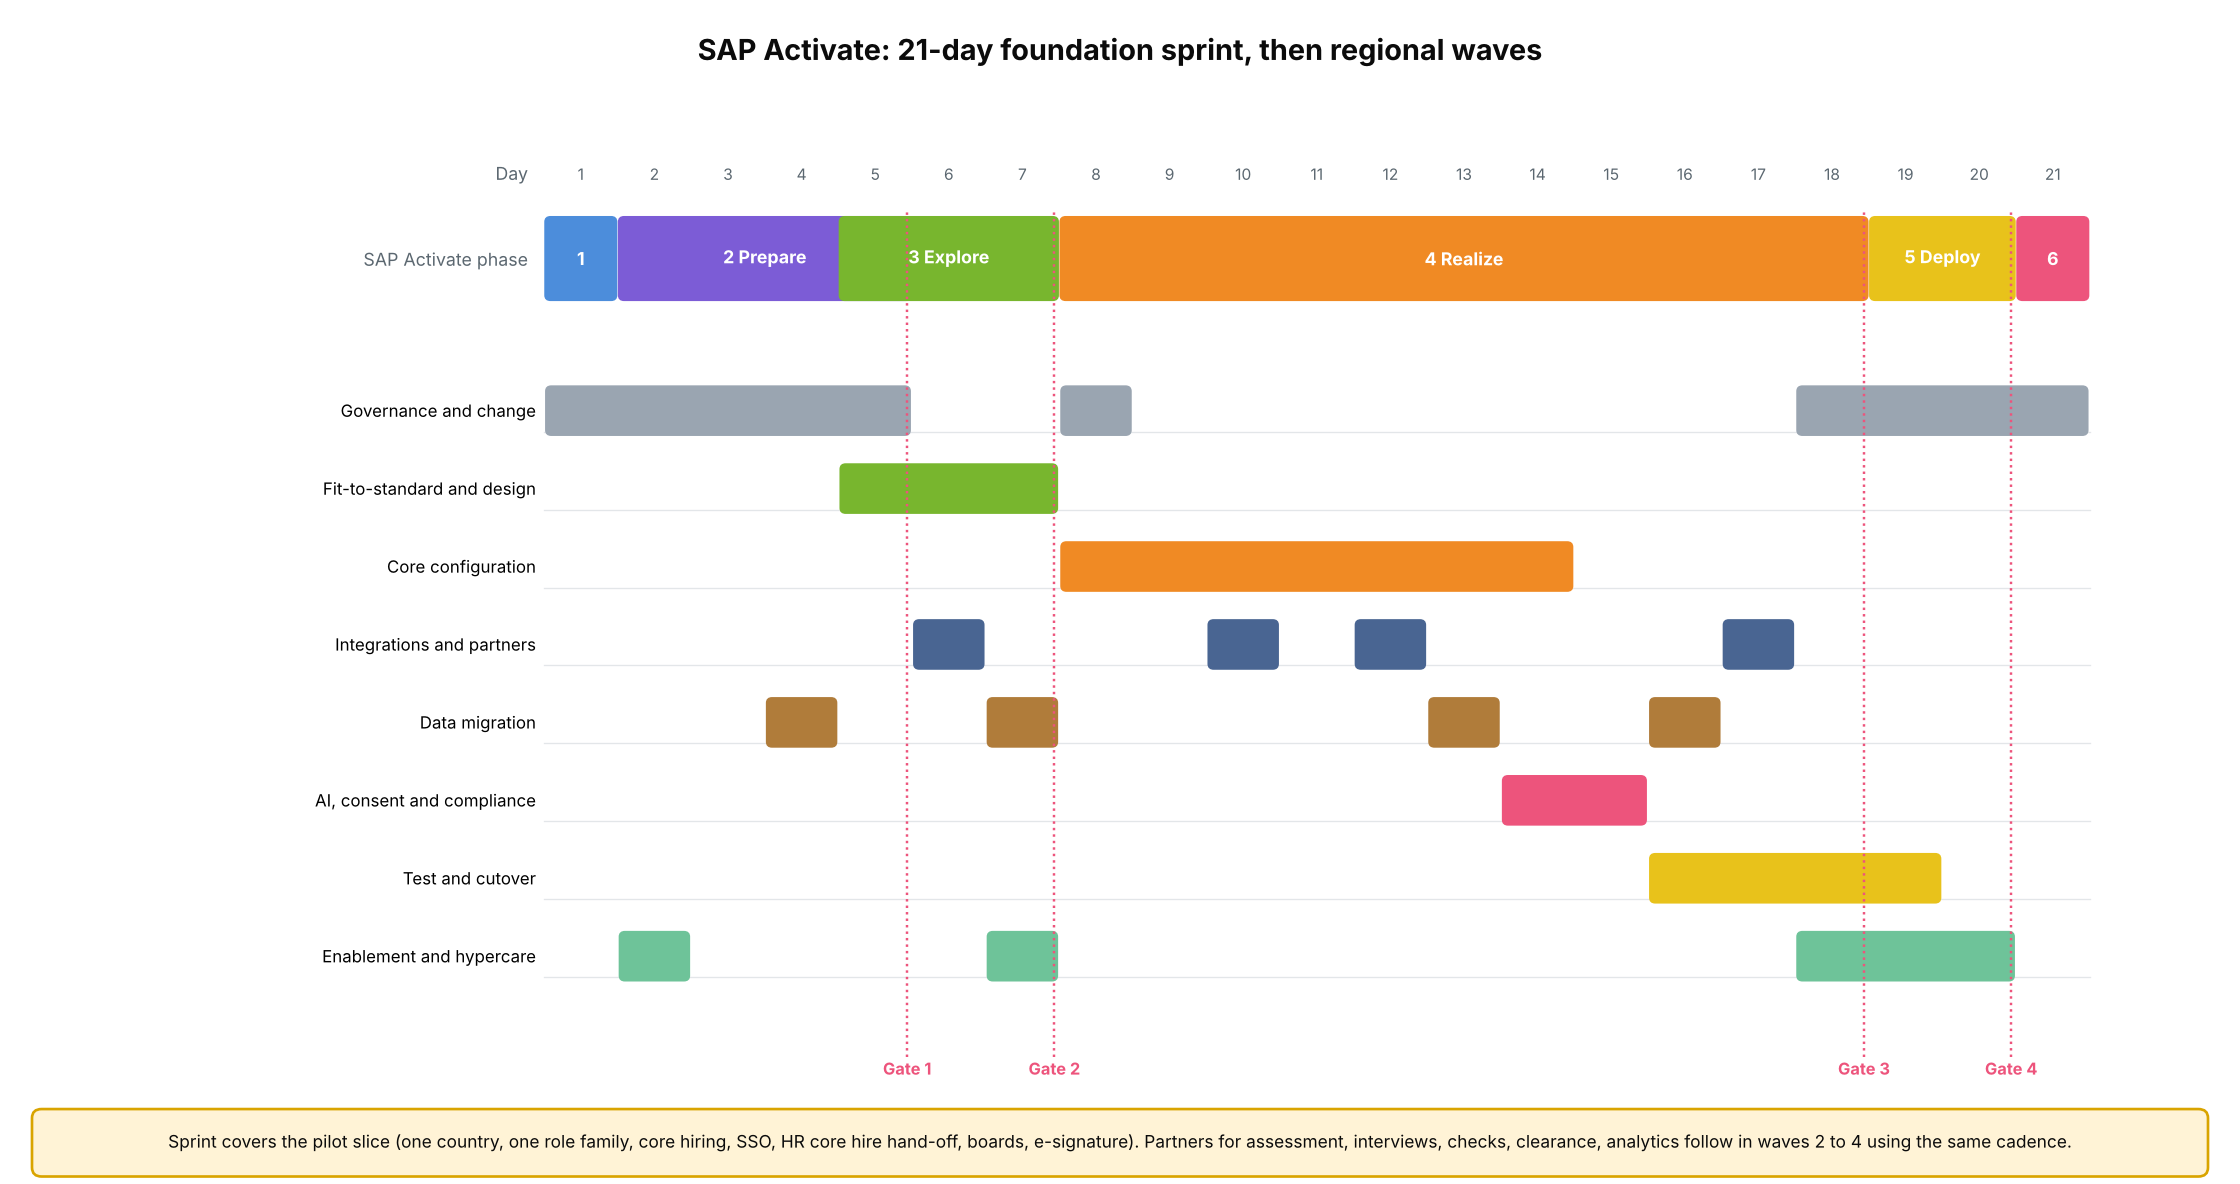 SAP Activate: 21-day foundation sprint, then regional waves
Day 1 2 3 4 5 6 7 8 9 10 11 12 13 14 15 16 17 18 19 20 21
SAP Activate phase 1 2 Prepare 3 Explore 4 Realize 5 Deploy 6
Governance and change
Fit-to-standard and design
Core configuration
Integrations and partners
Data migration
AI, consent and compliance
Test and cutover
Enablement and hypercare
Gate 1 Gate 2 Gate 3 Gate 4
Sprint covers the pilot slice (one country, one role family, core hiring, SSO, HR core hire hand-off, boards, e-signature). Partners for assessment, interviews, checks, clearance, analytics follow in waves 2 to 4 using the same cadence.